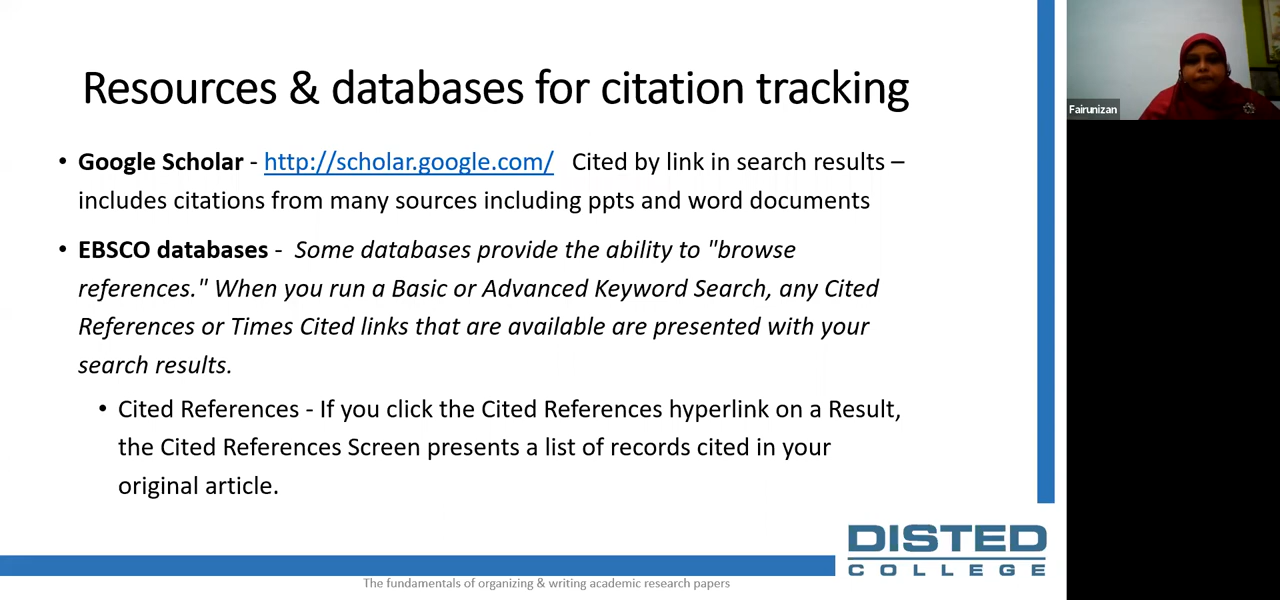 Resources & databases for citation tracking
• Google Scholar - http://scholar.google.com/ Cited by link in search results –
includes citations from many sources including ppts and word documents
• EBSCO databases - Some databases provide the ability to "browse
references." When you run a Basic or Advanced Keyword Search, any Cited
References or Times Cited links that are available are presented with your
search results.
• Cited References - If you click the Cited References hyperlink on a Result,
the Cited References Screen presents a list of records cited in your
original article.
DISTED
COLLEGE
The fundamentals of organizing & writing academic research papers
Fairunizan